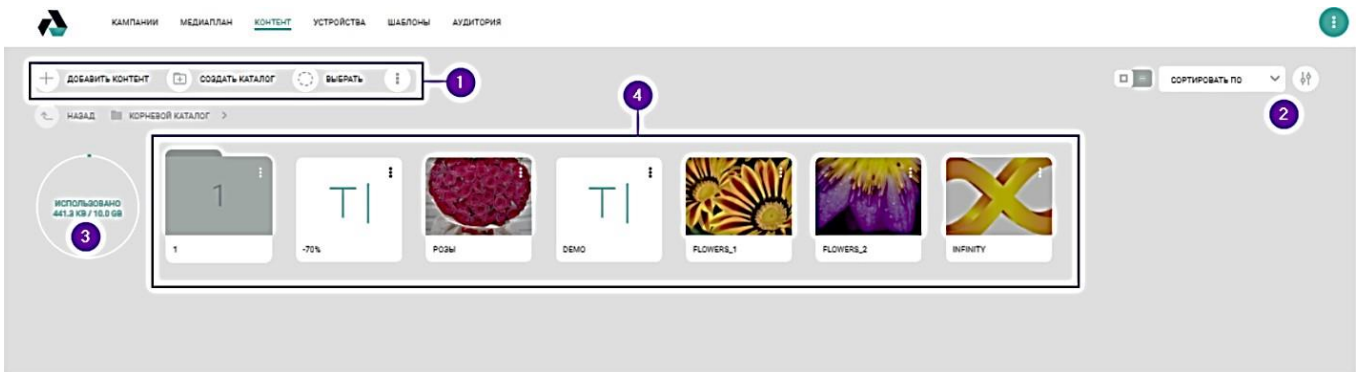 КАМПАНИИ МЕДИАПЛАН КОНТЕНТ УСТРОЙСТВА ШАБЛОНЫ АУДИТОРИЯ
ДОБАВИТЬ КОНТЕНТ СОЗДАТЬ КАТАЛОГ ВЫБРАТЬ 1 СОРТИРОВАТЬ ПО
4
2
НАЗАД КОРНЕВОЙ КАТАЛОГ >
ИСПОЛЬЗОВАНО
441.3 KB / 10.0 GB
3
1 T| T|
1 -70% РОЗЫ DEMO FLOWERS_1 FLOWERS_2 INFINITY